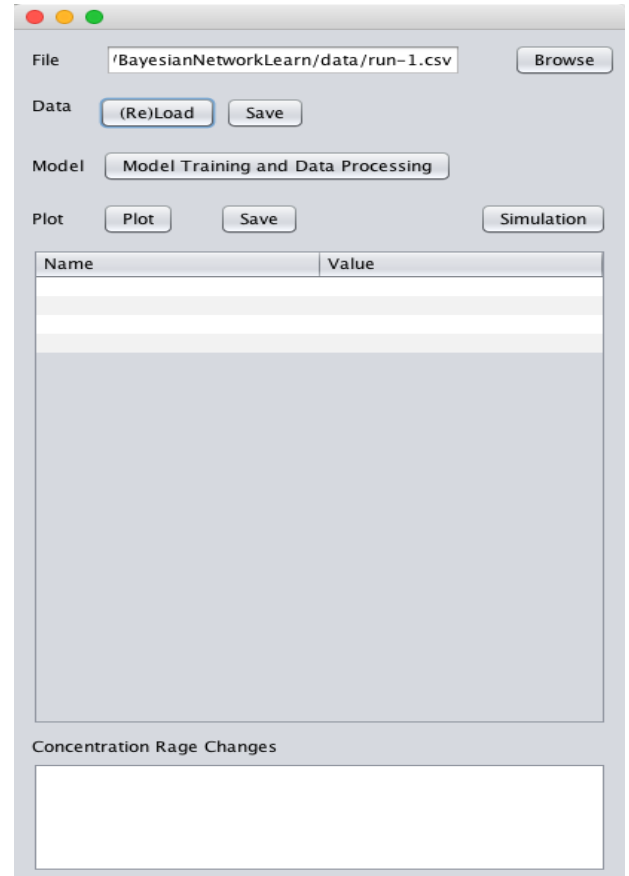 File /BayesianNetworkLearn/data/run-1.csv Browse
Data (Re)Load Save
Model Model Training and Data Processing
Plot Plot Save Simulation
Name Value
Concentration Rage Changes